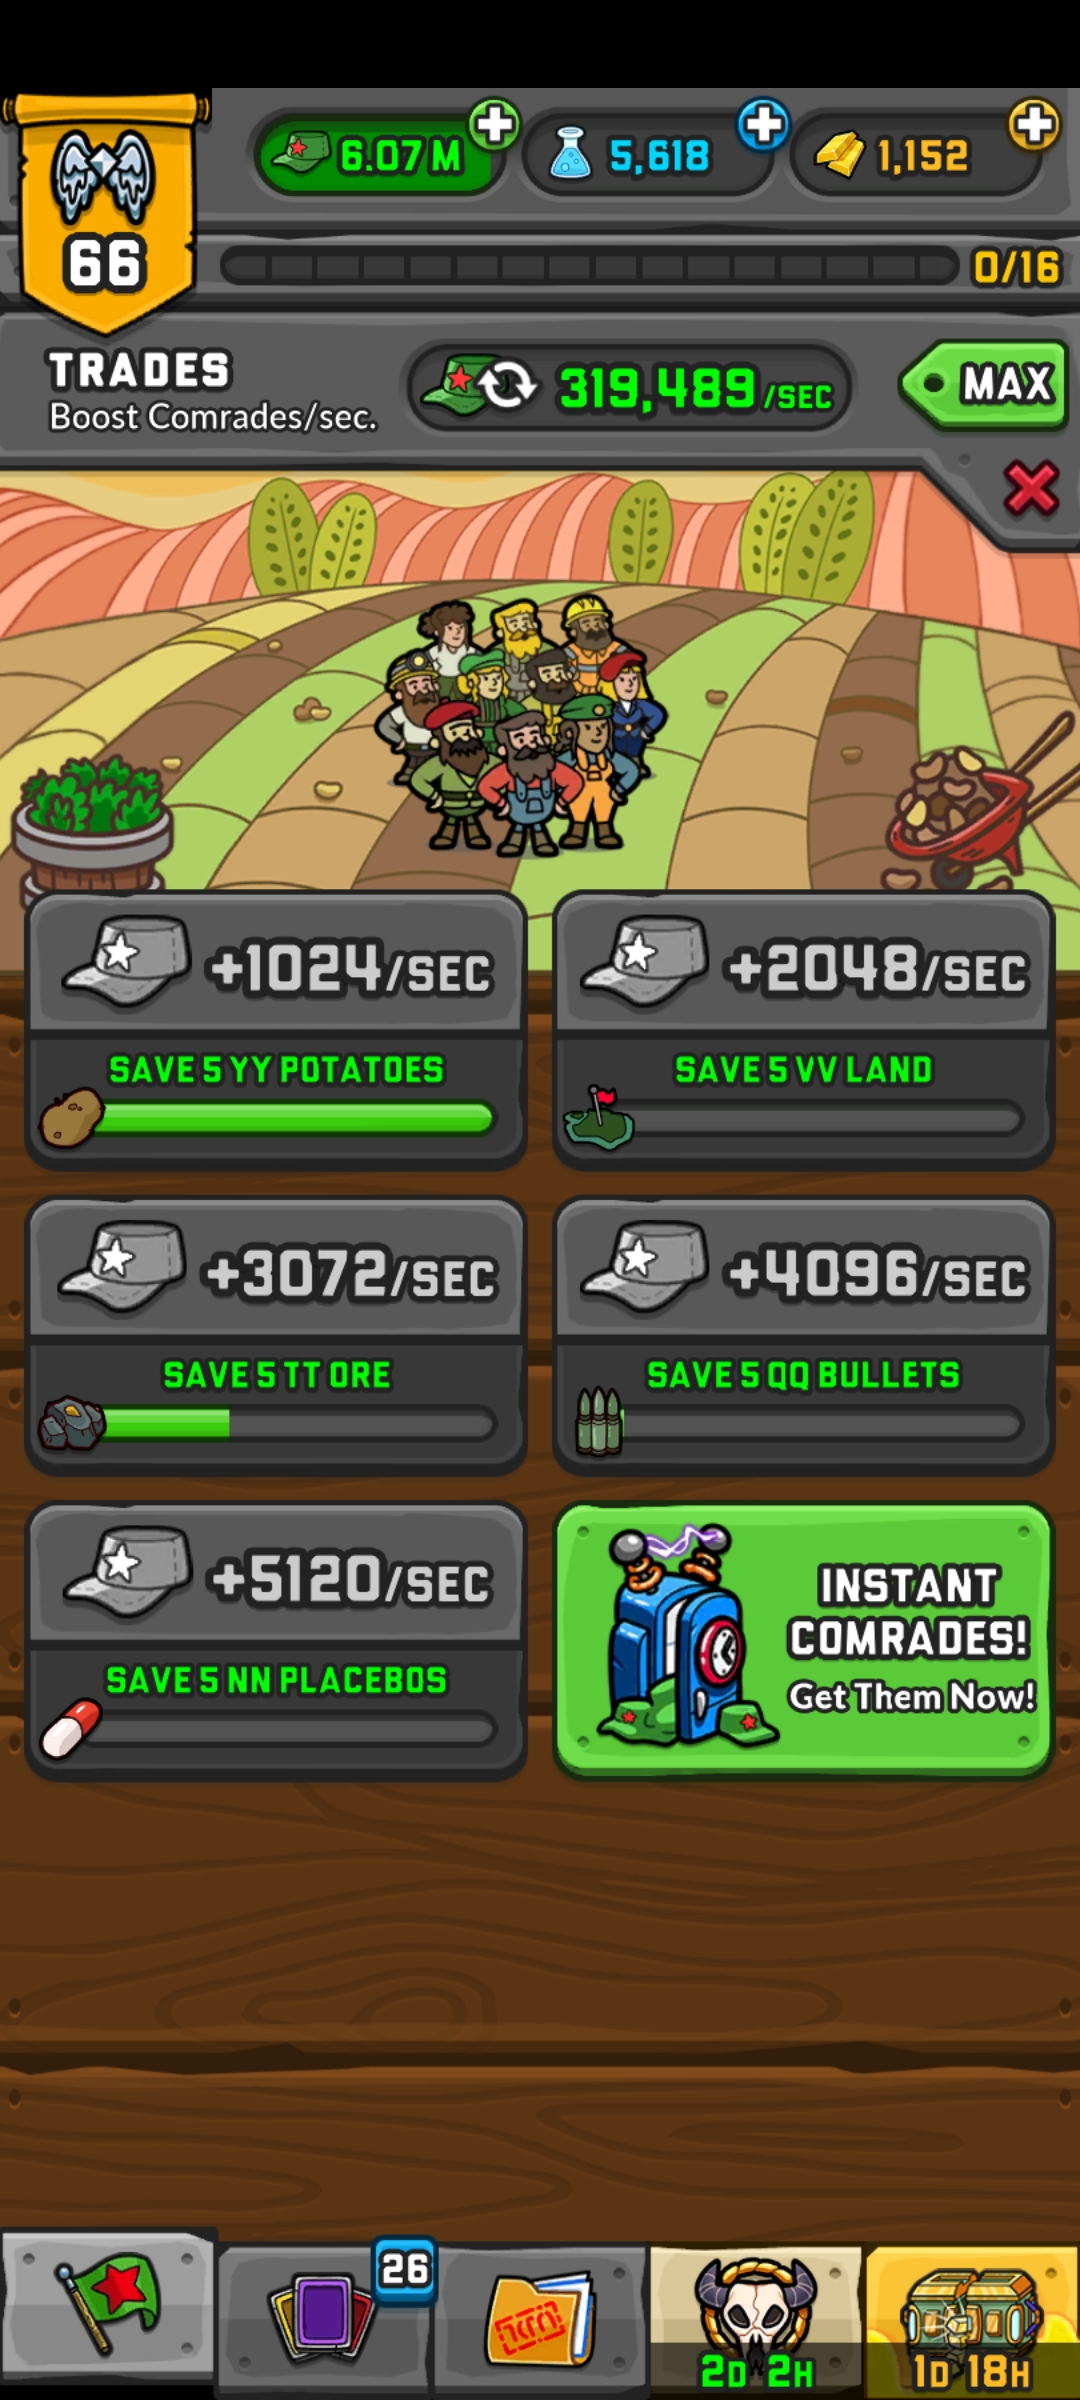 6.07M
5,618
1,152
66
0/16
TRADES
Boost Comrades/sec.
319,489/SEC
MAX
+1024/SEC
+2048/SEC
SAVE 5 YY POTATOES
SAVE 5 VV LAND
+3072/SEC
+4096/SEC
SAVE 5 TT ORE
SAVE 5 QQ BULLETS
+5120/SEC
INSTANT
COMRADES!
Get Them Now!
SAVE 5 NN PLACEBOS
26
2D 2H
1D 18H